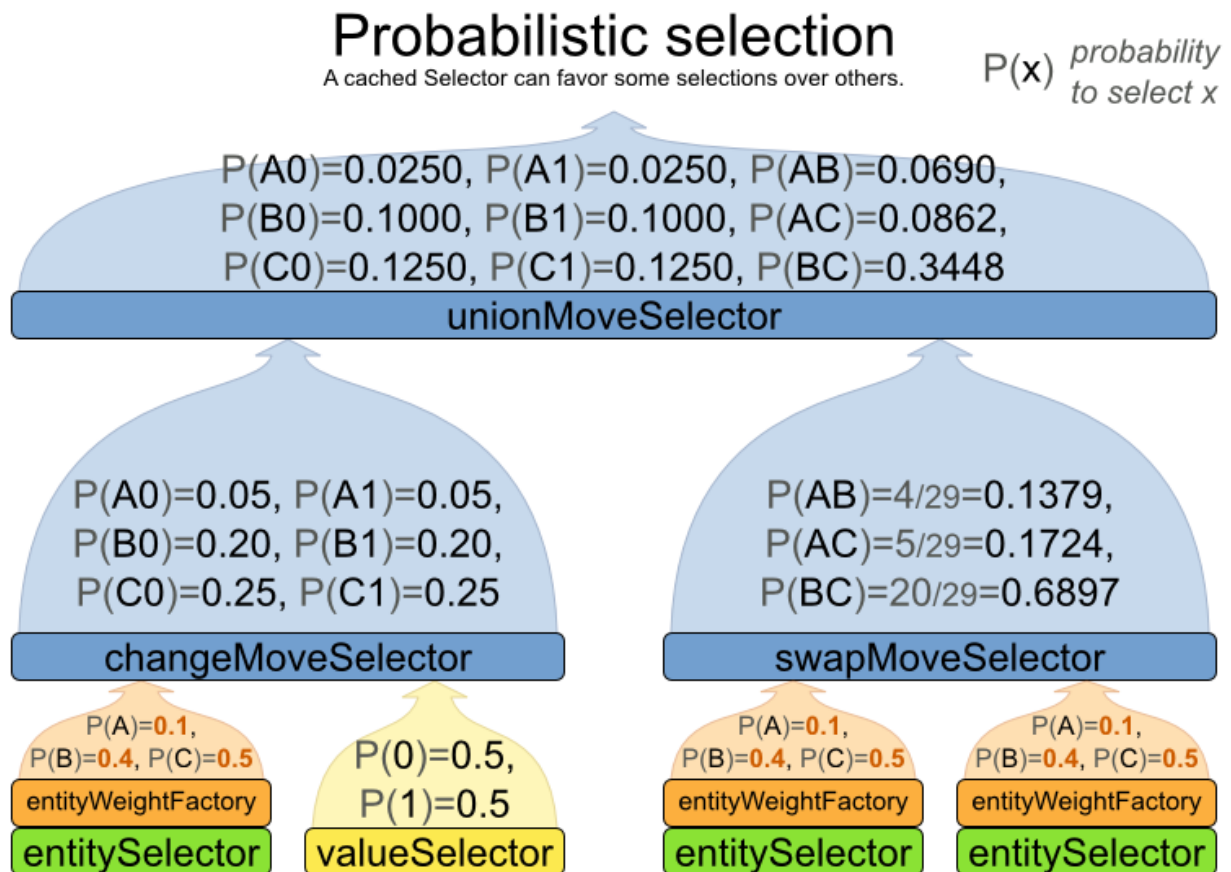 Probabilistic selection
A cached Selector can favor some selections over others.
P(x) probability
to select x
P(A0)=0.0250, P(A1)=0.0250, P(AB)=0.0690,
P(B0)=0.1000, P(B1)=0.1000, P(AC)=0.0862,
P(C0)=0.1250, P(C1)=0.1250, P(BC)=0.3448
unionMoveSelector
P(A0)=0.05, P(A1)=0.05,
P(B0)=0.20, P(B1)=0.20,
P(C0)=0.25, P(C1)=0.25
changeMoveSelector
P(AB)=4/29=0.1379,
P(AC)=5/29=0.1724,
P(BC)=20/29=0.6897
swapMoveSelector
P(A)=0.1,
P(B)=0.4, P(C)=0.5
entityWeightFactory
entitySelector
P(0)=0.5,
P(1)=0.5
valueSelector
P(A)=0.1,
P(B)=0.4, P(C)=0.5
entityWeightFactory
entitySelector
P(A)=0.1,
P(B)=0.4, P(C)=0.5
entityWeightFactory
entitySelector